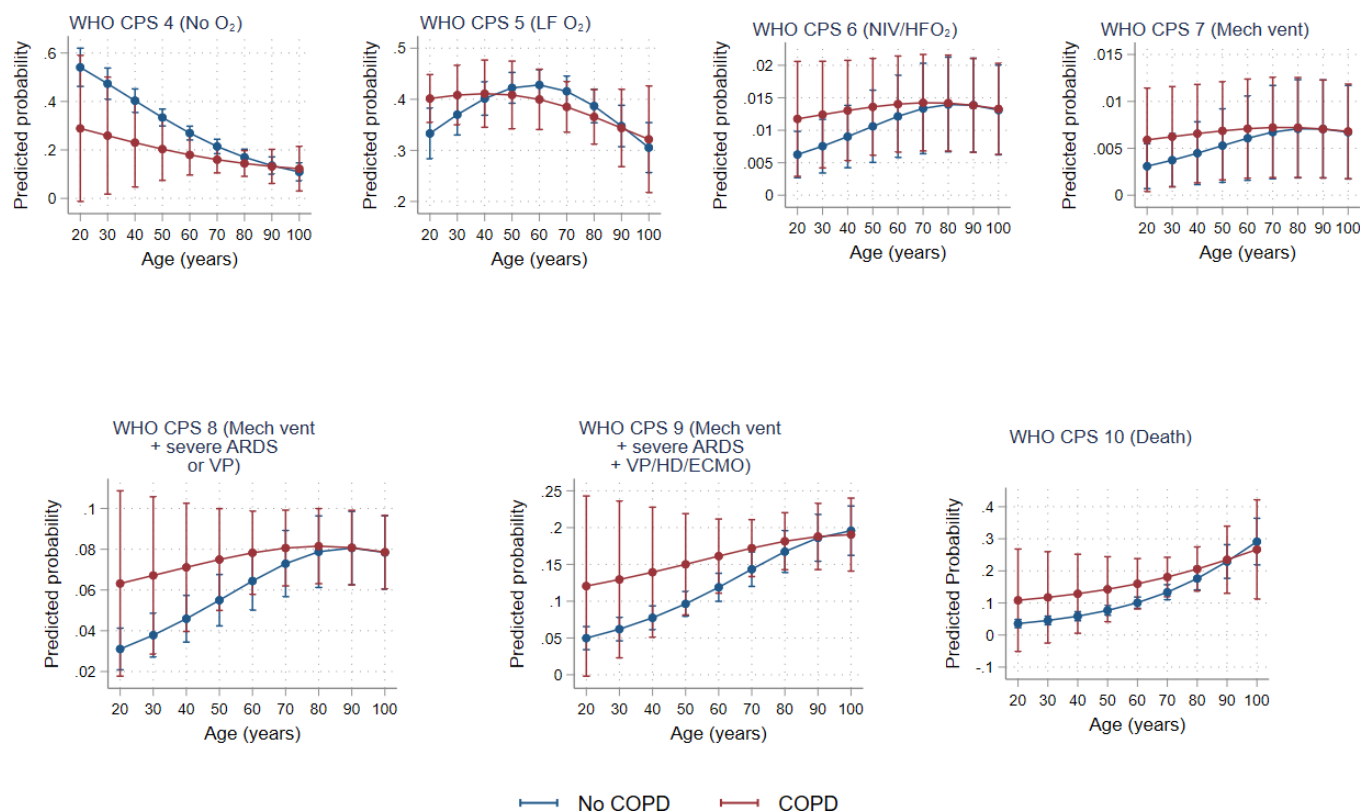 WHO CPS 4 (No O₂)
Predicted probability
.6
.4
.2
0
20 30 40 50 60 70 80 90 100
Age (years)
WHO CPS 5 (LF O₂)
Predicted probability
.5
.4
.3
.2
20 30 40 50 60 70 80 90 100
Age (years)
WHO CPS 6 (NIV/HFO₂)
Predicted probability
.02
.015
.01
.005
0
20 30 40 50 60 70 80 90 100
Age (years)
WHO CPS 7 (Mech vent)
Predicted probability
.015
.01
.005
0
20 30 40 50 60 70 80 90 100
Age (years)
WHO CPS 8 (Mech vent
+ severe ARDS
or VP)
Predicted probability
.1
.08
.06
.04
.02
20 30 40 50 60 70 80 90 100
Age (years)
WHO CPS 9 (Mech vent
+ severe ARDS
+ VP/HD/ECMO)
Predicted probability
.25
.2
.15
.1
.05
0
20 30 40 50 60 70 80 90 100
Age (years)
WHO CPS 10 (Death)
Predicted Probability
.4
.3
.2
.1
0
-.1
20 30 40 50 60 70 80 90 100
Age (years)
No COPD COPD